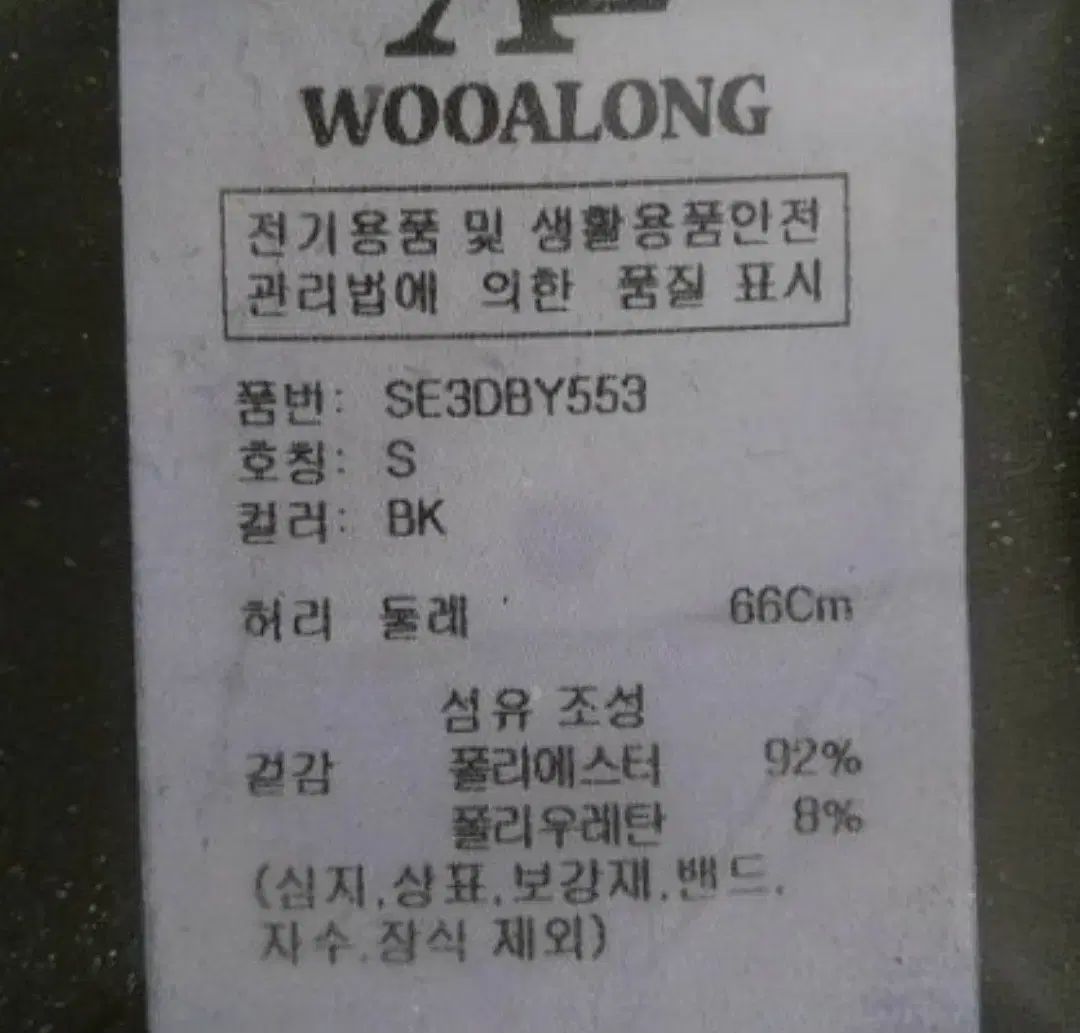 WOOALONG
전기용품 및 생활용품안전
관리법에 의한 품질 표시
품번: SE3DBY553
호칭: S
컬러: BK
허리 둘레 66Cm
섬유 조성
겉감 폴리에스터 92%
폴리우레탄 8%
(심지,상표,보강재,밴드,
자수,장식 제외)